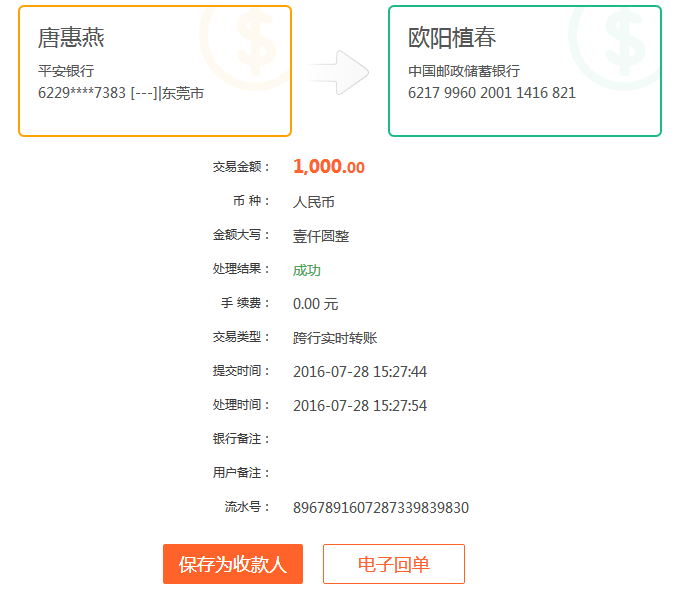 唐惠燕
平安银行
6229****7383 [---]|东莞市
欧阳植春
中国邮政储蓄银行
6217 9960 2001 1416 821
交易金额： 1,000.00
币 种： 人民币
金额大写： 壹仟圆整
处理结果： 成功
手 续费： 0.00 元
交易类型： 跨行实时转账
提交时间： 2016-07-28 15:27:44
处理时间： 2016-07-28 15:27:54
银行备注：
用户备注：
流水号： 8967891607287339839830
保存为收款人 电子回单